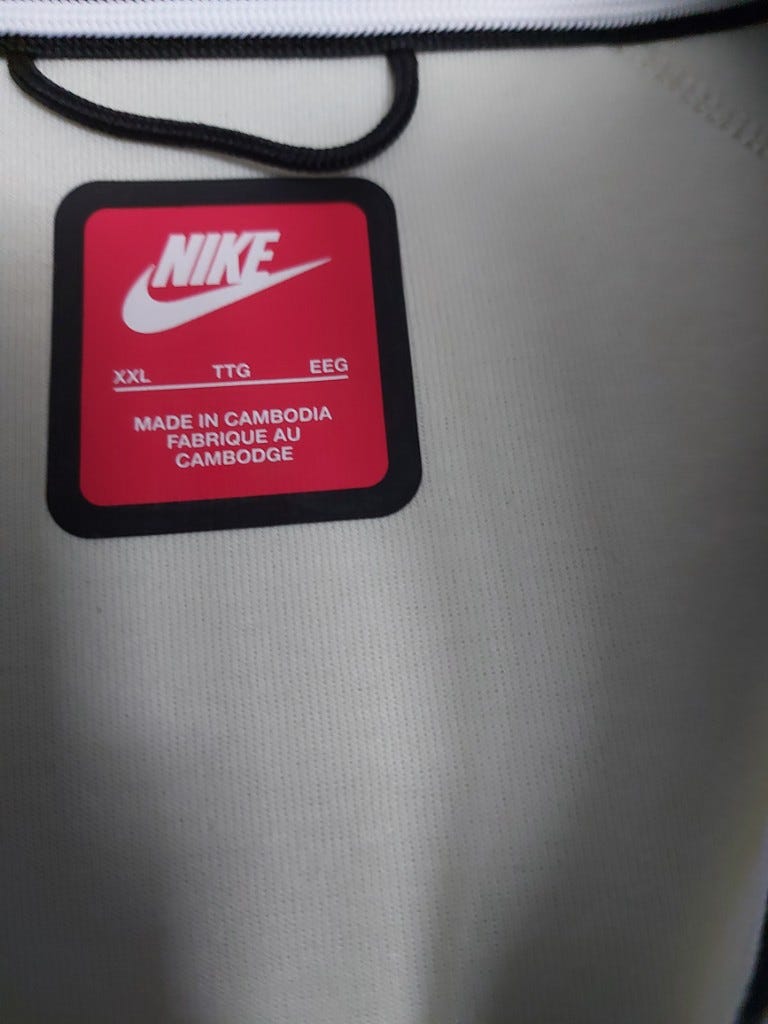 NIKE
XXL TTG EEG
MADE IN CAMBODIA
FABRIQUE AU
CAMBODGE